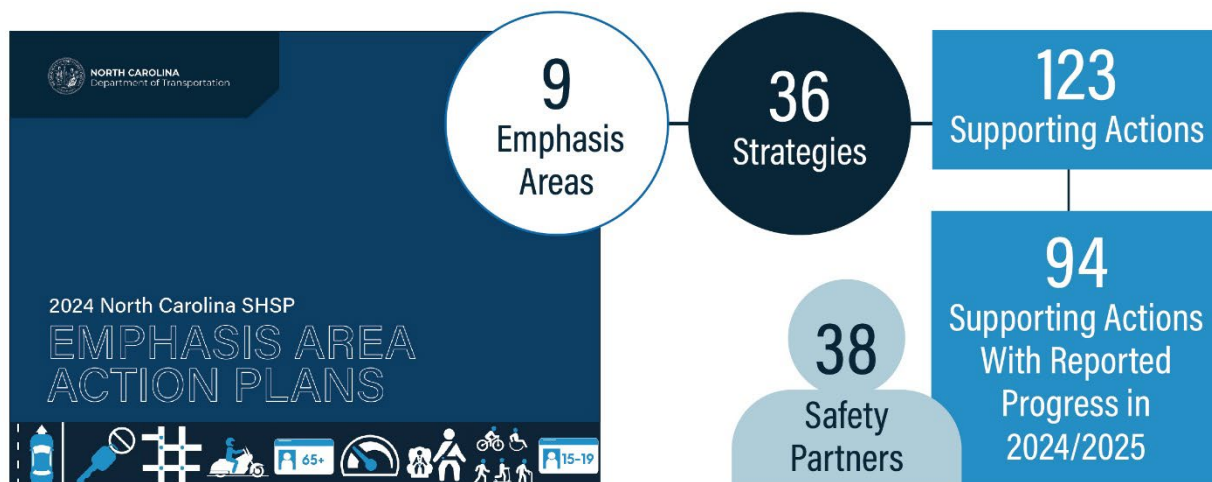 NORTH CAROLINA
Department of Transportation
2024 North Carolina SHSP
EMPHASIS AREA
ACTION PLANS
65+
15-19
9
Emphasis
Areas
36
Strategies
123
Supporting Actions
38
Safety
Partners
94
Supporting Actions
With Reported
Progress in
2024/2025